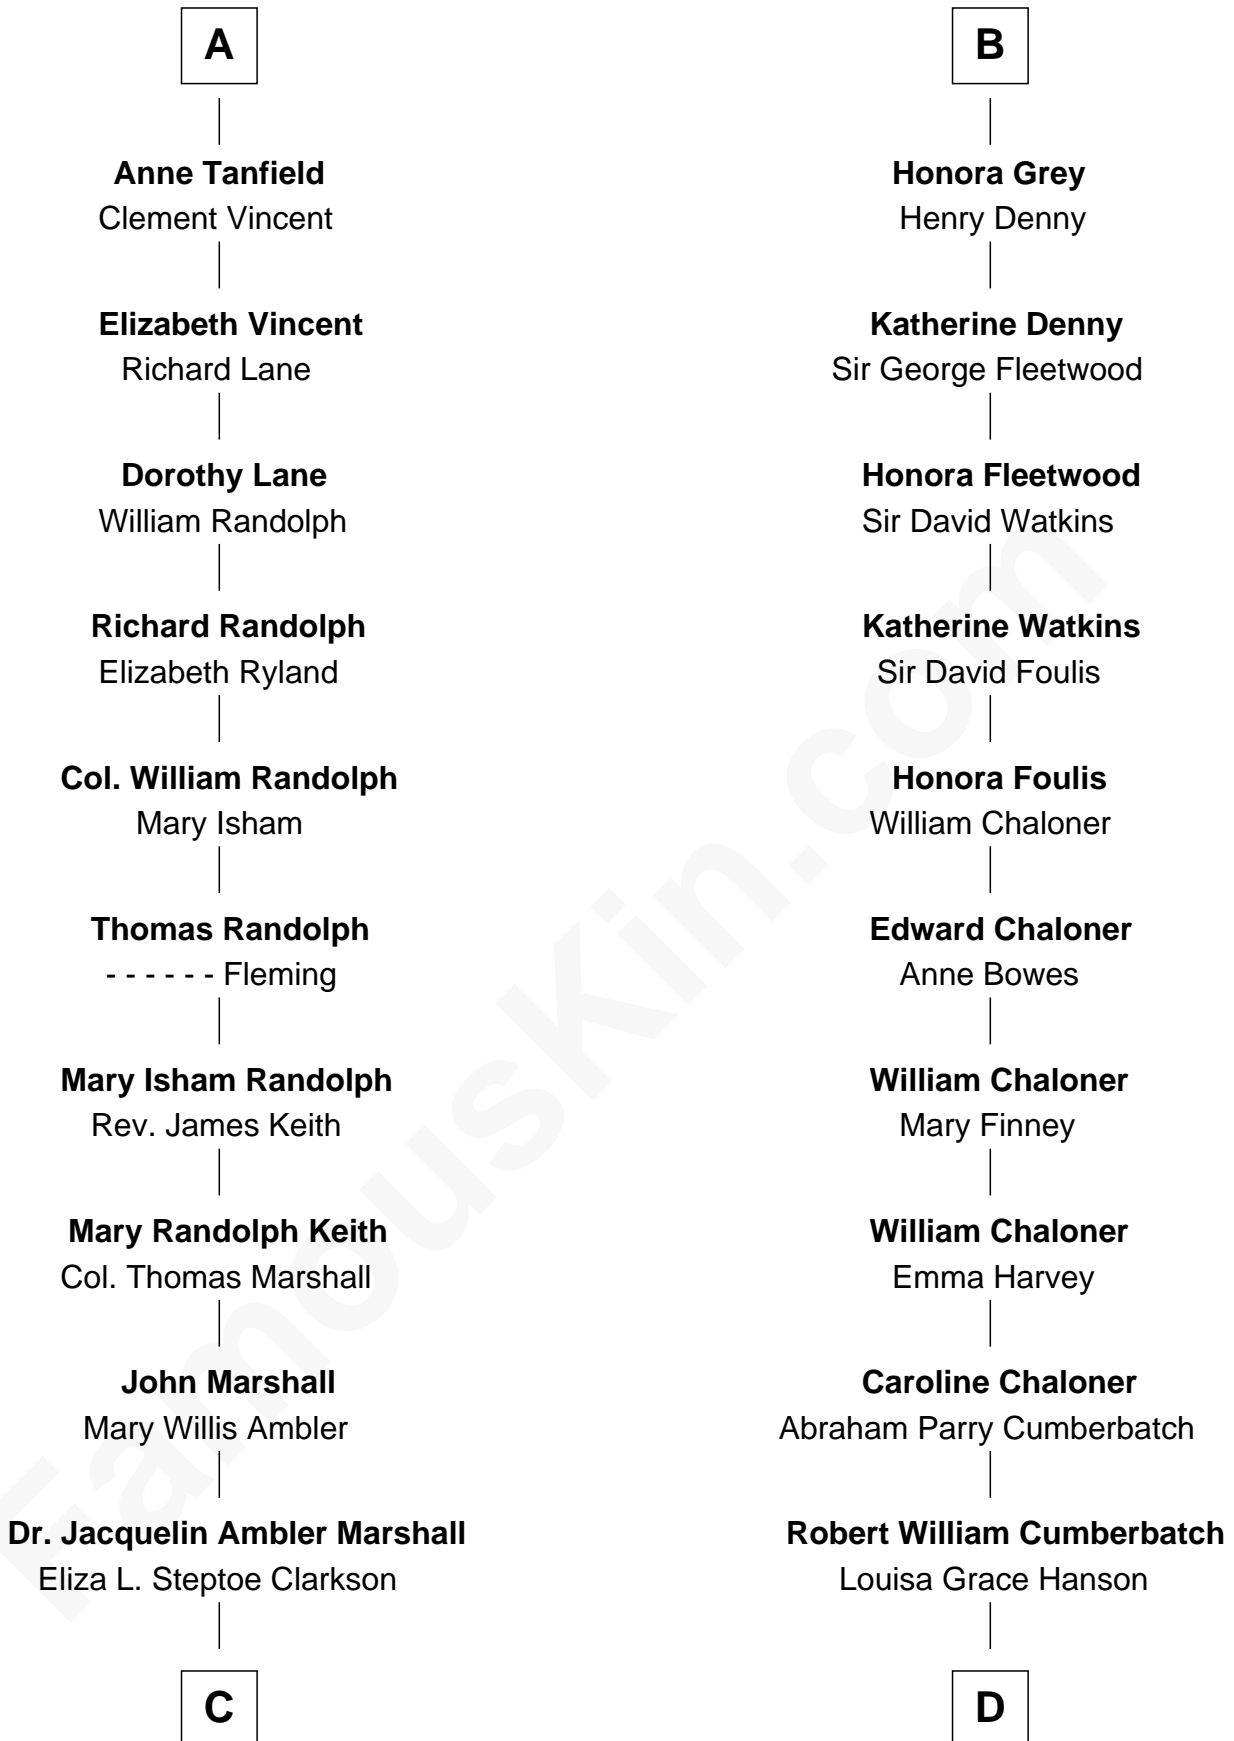 A
Anne Tanfield
Clement Vincent
Elizabeth Vincent
Richard Lane
Dorothy Lane
William Randolph
Richard Randolph
Elizabeth Ryland
Col. William Randolph
Mary Isham
Thomas Randolph
- - - - - - Fleming
Mary Isham Randolph
Rev. James Keith
Mary Randolph Keith
Col. Thomas Marshall
John Marshall
Mary Willis Ambler
Dr. Jacquelin Ambler Marshall
Eliza L. Steptoe Clarkson
C
B
Honora Grey
Henry Denny
Katherine Denny
Sir George Fleetwood
Honora Fleetwood
Sir David Watkins
Katherine Watkins
Sir David Foulis
Honora Foulis
William Chaloner
Edward Chaloner
Anne Bowes
William Chaloner
Mary Finney
William Chaloner
Emma Harvey
Caroline Chaloner
Abraham Parry Cumberbatch
Robert William Cumberbatch
Louisa Grace Hanson
D
FamousKin.com